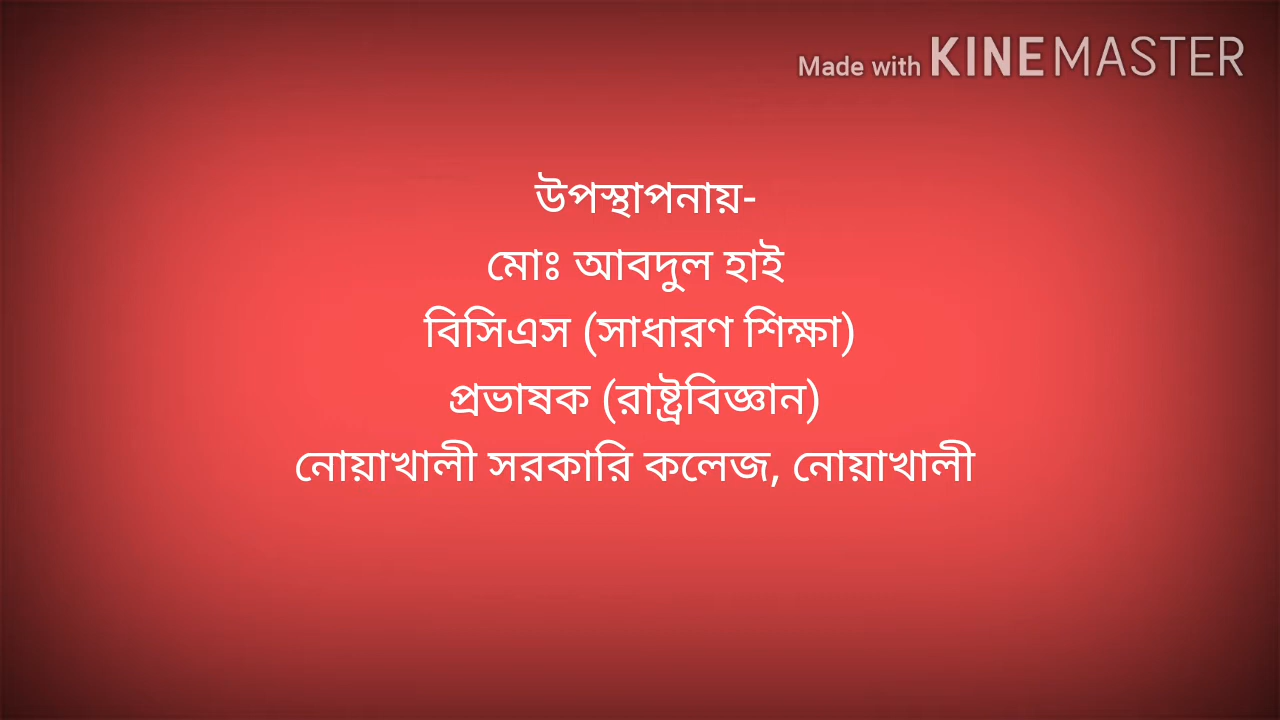 Made with KINEMASTER
উপস্থাপনায়-
মোঃ আবদুল হাই
বিসিএস (সাধারণ শিক্ষা)
প্রভাষক (রাষ্ট্রবিজ্ঞান)
নোয়াখালী সরকারি কলেজ, নোয়াখালী